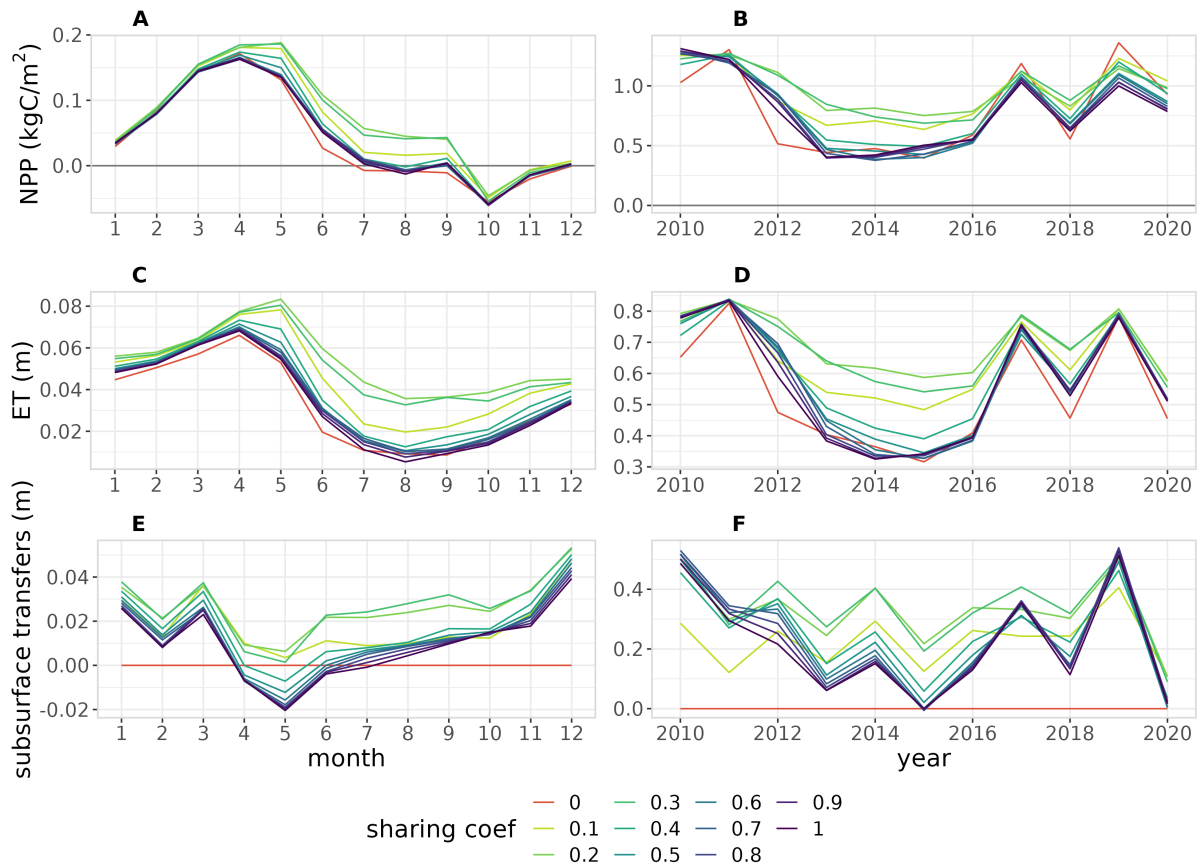 A
B
NPP (kgC/m²)
0.2
0.1
0.0
1 2 3 4 5 6 7 8 9 10 11 12
1.0
0.5
0.0
2010 2012 2014 2016 2018 2020
C
D
ET (m)
0.08
0.06
0.04
0.02
1 2 3 4 5 6 7 8 9 10 11 12
0.8
0.7
0.6
0.5
0.4
0.3
2010 2012 2014 2016 2018 2020
E
F
subsurface transfers (m)
0.04
0.02
0.00
-0.02
1 2 3 4 5 6 7 8 9 10 11 12
month
0.4
0.2
0.0
2010 2012 2014 2016 2018 2020
year
sharing coef
0 0.3 0.6 0.9
0.1 0.4 0.7 1
0.2 0.5 0.8